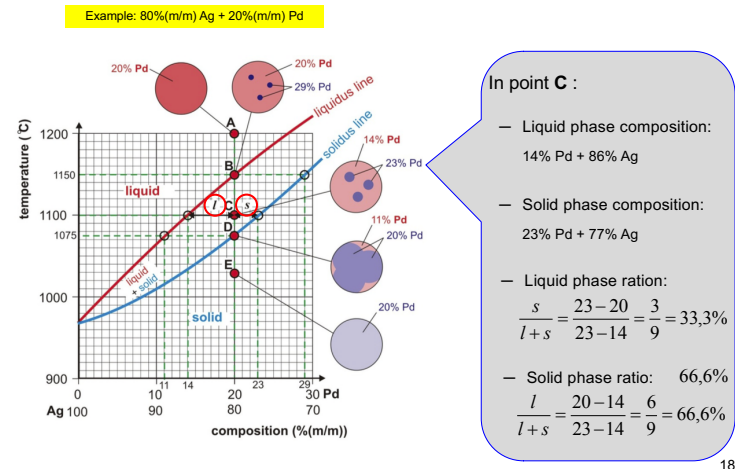 Example: 80%(m/m) Ag + 20%(m/m) Pd
20% Pd
20% Pd
29% Pd
liquidus line
solidus line
A
1200
14% Pd
23% Pd
B
1150
liquid
temperature (°C)
l
C
s
1100
11% Pd
20% Pd
D
1075
E
liquid
+ solid
1000
20% Pd
solid
900
0
10
11
14
20
23
29
30 Pd
Ag 100
90
80
70
composition (%(m/m))
In point C :
– Liquid phase composition:
14% Pd + 86% Ag
– Solid phase composition:
23% Pd + 77% Ag
– Liquid phase ration:
s/(l+s) = (23−20)/(23−14) = 3/9 = 33,3%
– Solid phase ratio: 66,6%
l/(l+s) = (20−14)/(23−14) = 6/9 = 66,6%
18